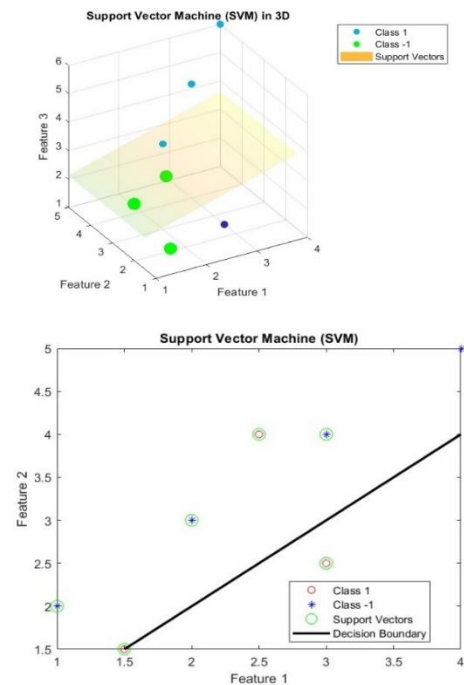 Support Vector Machine (SVM) in 3D
Class 1
Class -1
Support Vectors
6
5
4
3
2
1
Feature 3
5
4
3
2
1
Feature 2
1
2
3
4
Feature 1
Support Vector Machine (SVM)
5
4.5
4
3.5
3
2.5
2
1.5
Feature 2
Class 1
Class -1
Support Vectors
Decision Boundary
1 1.5 2 2.5 3 3.5 4
Feature 1